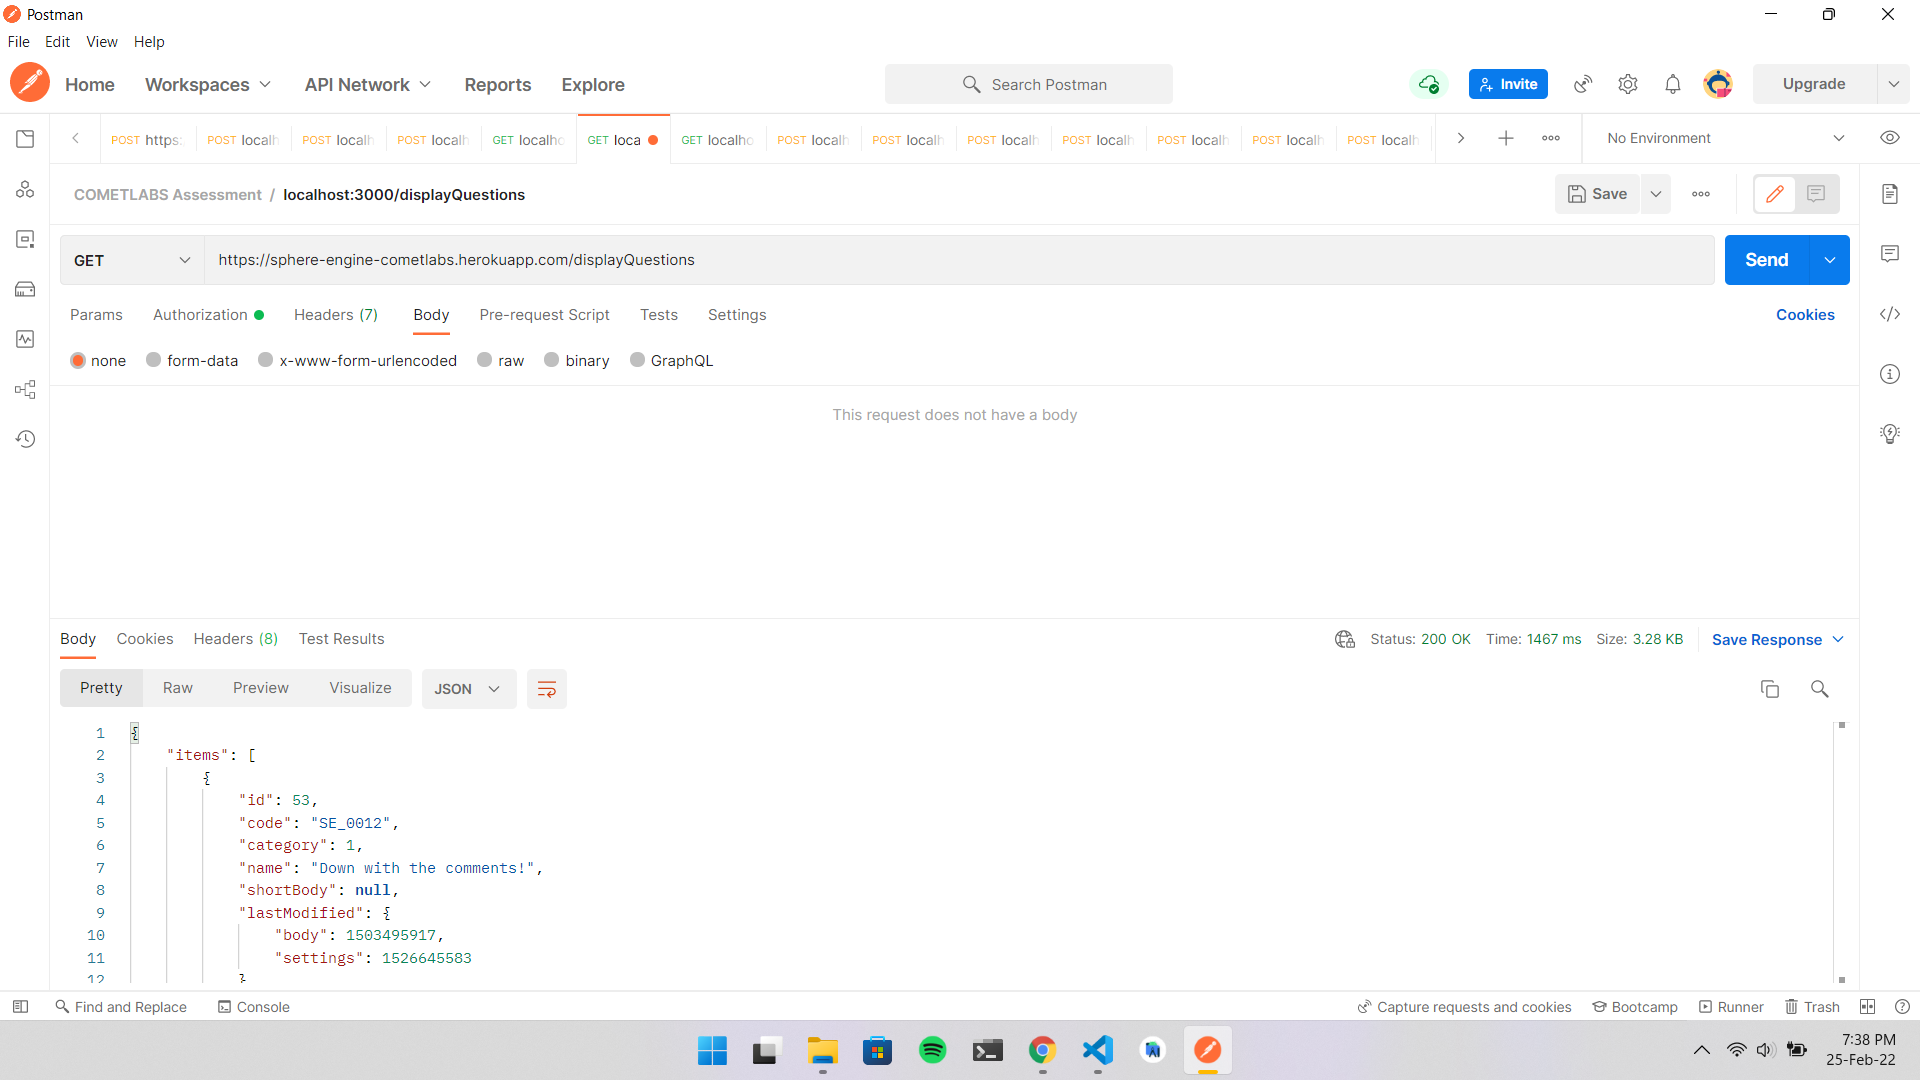 Postman
File Edit View Help
Home Workspaces API Network Reports Explore Search Postman Invite Upgrade
POST https: POST localh POST localh POST localh GET localho GET loca GET localho POST localh POST localh POST localh POST localh POST localh POST localh POST localh No Environment
COMETLABS Assessment / localhost:3000/displayQuestions Save
GET https://sphere-engine-cometlabs.herokuapp.com/displayQuestions Send
Params Authorization Headers (7) Body Pre-request Script Tests Settings Cookies
none form-data x-www-form-urlencoded raw binary GraphQL
This request does not have a body
Body Cookies Headers (8) Test Results Status: 200 OK Time: 1467 ms Size: 3.28 KB Save Response
Pretty Raw Preview Visualize JSON
1 {
2 "items": [
3 {
4 "id": 53,
5 "code": "SE_0012",
6 "category": 1,
7 "name": "Down with the comments!",
8 "shortBody": null,
9 "lastModified": {
10 "body": 1503495917,
11 "settings": 1526645583
12 }
Find and Replace Console Capture requests and cookies Bootcamp Runner Trash
7:38 PM
25-Feb-22